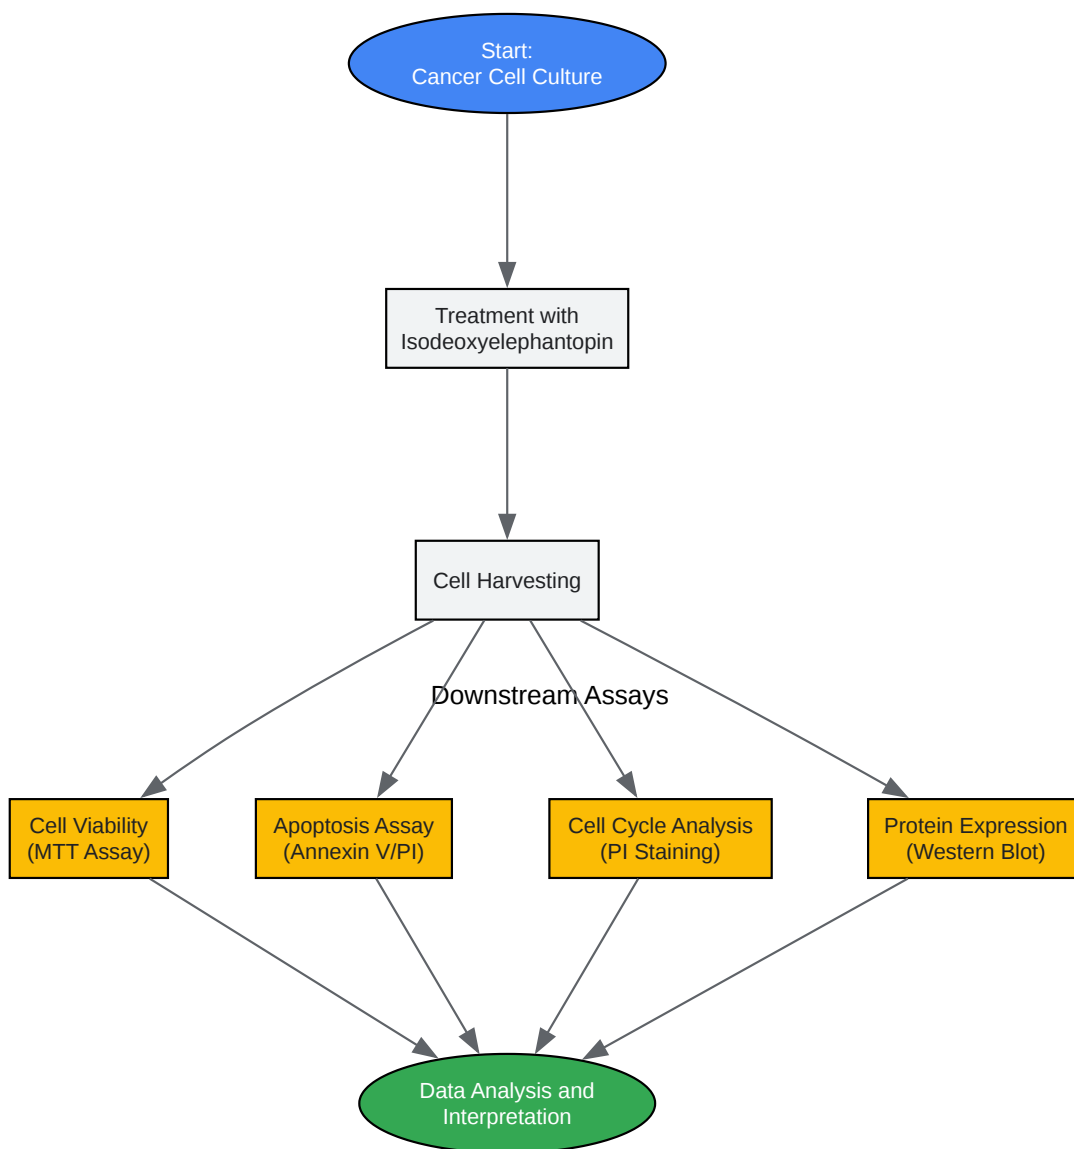 Start:
Cancer Cell Culture
Treatment with
Isodeoxyelephantopin
Cell Harvesting
Downstream Assays
Cell Viability
(MTT Assay)
Apoptosis Assay
(Annexin V/PI)
Cell Cycle Analysis
(PI Staining)
Protein Expression
(Western Blot)
Data Analysis and
Interpretation